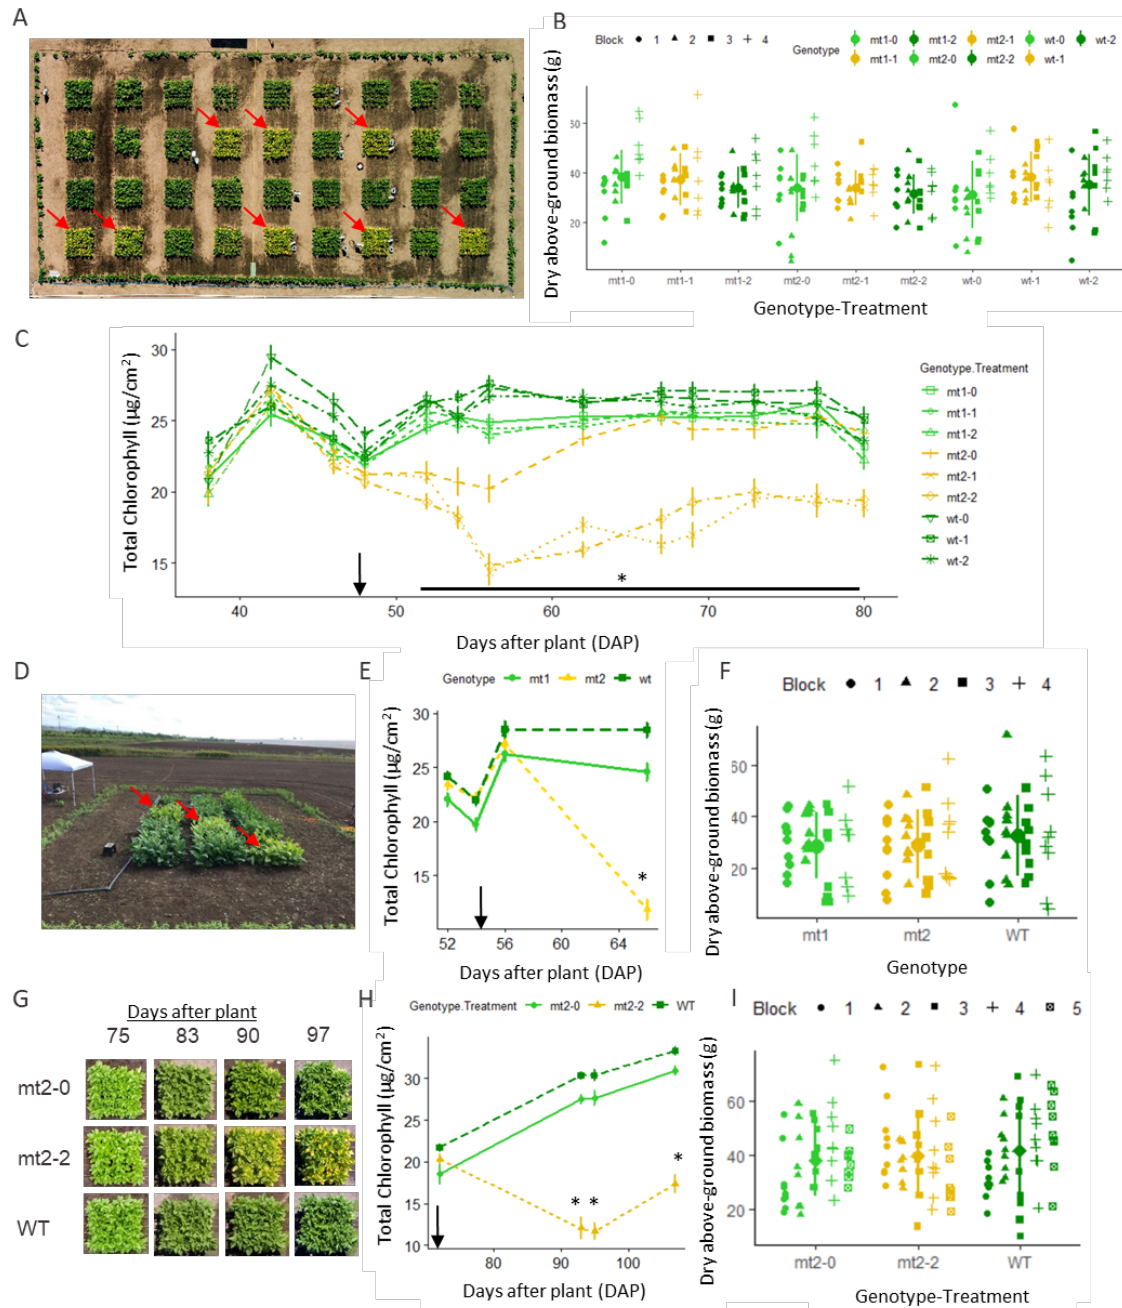 A
B
Block 1 2 3 4
Genotype mt1-0 mt1-2 mt2-1 wt-0 wt-2
mt1-1 mt2-0 mt2-2 wt-1
Dry above-ground biomass (g)
60
40
20
mt1-0 mt1-1 mt1-2 mt2-0 mt2-1 mt2-2 wt-0 wt-1 wt-2
Genotype-Treatment
C
Total Chlorophyll (µg/cm²)
30
25
20
15
40 50 60 70 80
*
Days after plant (DAP)
Genotype.Treatment
mt1-0
mt1-1
mt1-2
mt2-0
mt2-1
mt2-2
wt-0
wt-1
wt-2
D
E
Genotype mt1 mt2 wt
Total Chlorophyll (µg/cm²)
30
27
24
21
18
15
*
52 56 60 64
Days after plant (DAP)
F
Block 1 2 3 4
Dry above-ground biomass (g)
60
40
20
mt1 mt2 WT
Genotype
G
Days after plant
75 83 90 97
mt2-0
mt2-2
WT
H
Genotype.Treatment mt2-0 mt2-2 WT
Total Chlorophyll (µg/cm²)
35
30
25
20
15
10
* * *
80 90 100
Days after plant (DAP)
I
Block 1 2 3 4 5
Dry above-ground biomass (g)
60
40
20
mt2-0 mt2-2 WT
Genotype-Treatment